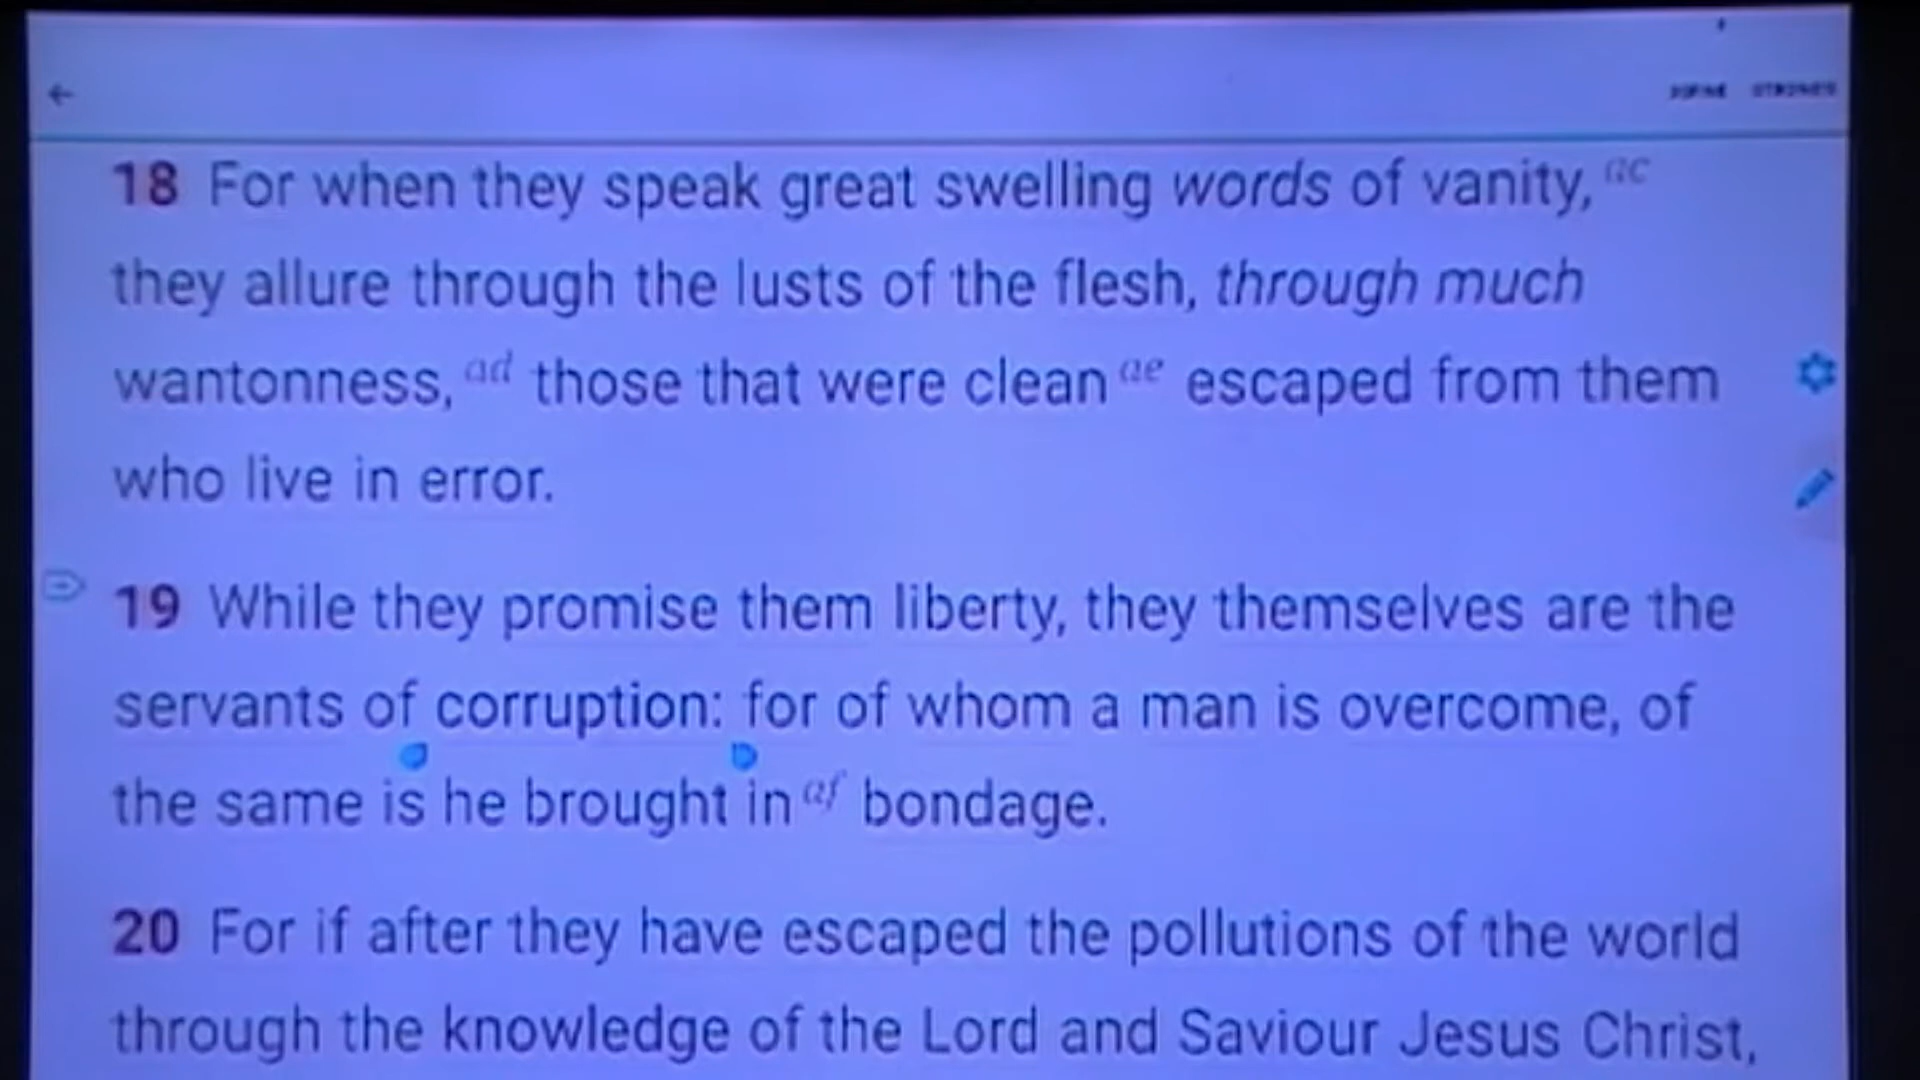 18 For when they speak great swelling words of vanity, ac
they allure through the lusts of the flesh, through much
wantonness, ad those that were clean ae escaped from them
who live in error.
19 While they promise them liberty, they themselves are the
servants of corruption: for of whom a man is overcome, of
the same is he brought in af bondage.
20 For if after they have escaped the pollutions of the world
through the knowledge of the Lord and Saviour Jesus Christ,